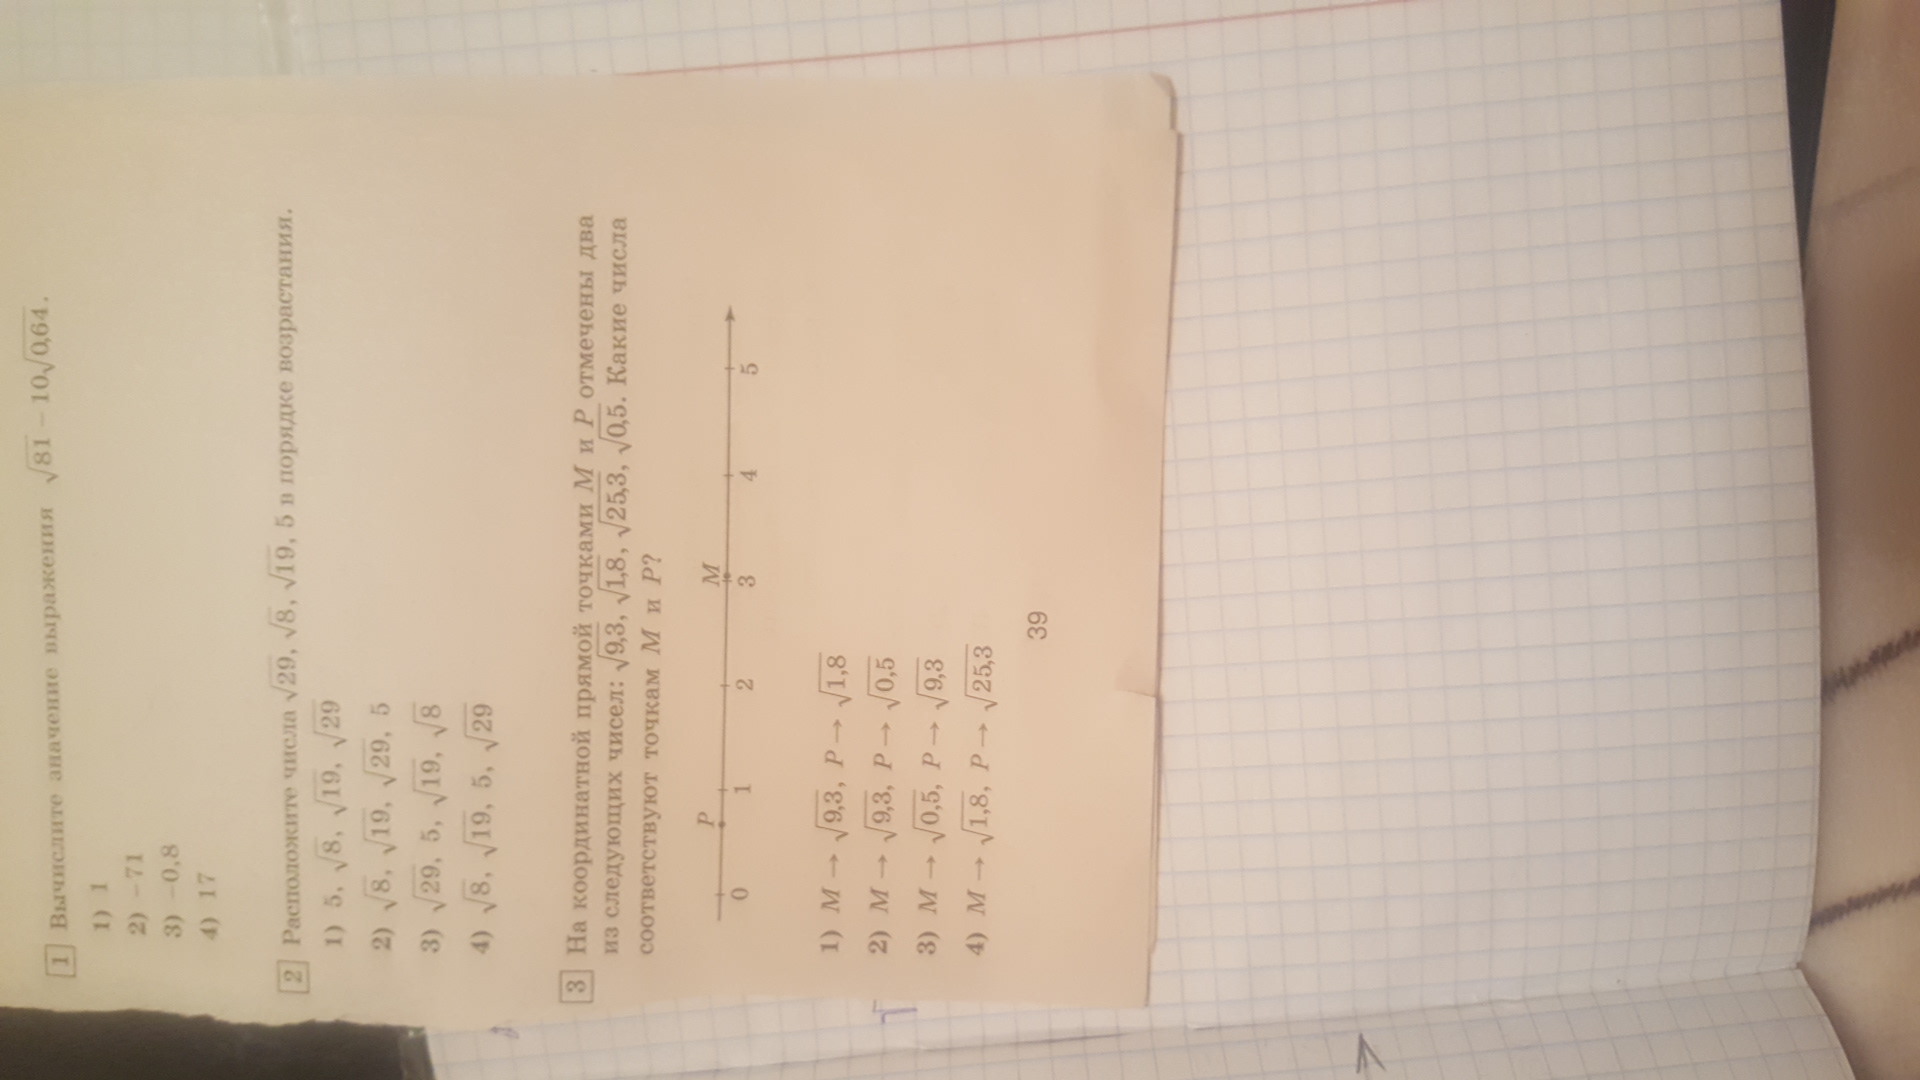 1 Вычислите значение выражения √81 − 10√0,64.
1) 1
2) −71
3) −0,8
4) 17
2 Расположите числа √29, √8, √19, 5 в порядке возрастания.
1) 5, √8, √19, √29
2) √8, √19, √29, 5
3) √29, 5, √19, √8
4) √8, √19, 5, √29
3 На координатной прямой точками M и P отмечены два
из следующих чисел: √9,3, √1,8, √25,3, √0,5. Какие числа
соответствуют точкам M и P?
P M
0 1 2 3 4 5
1) M → √9,3, P → √1,8
2) M → √9,3, P → √0,5
3) M → √0,5, P → √9,3
4) M → √1,8, P → √25,3
39